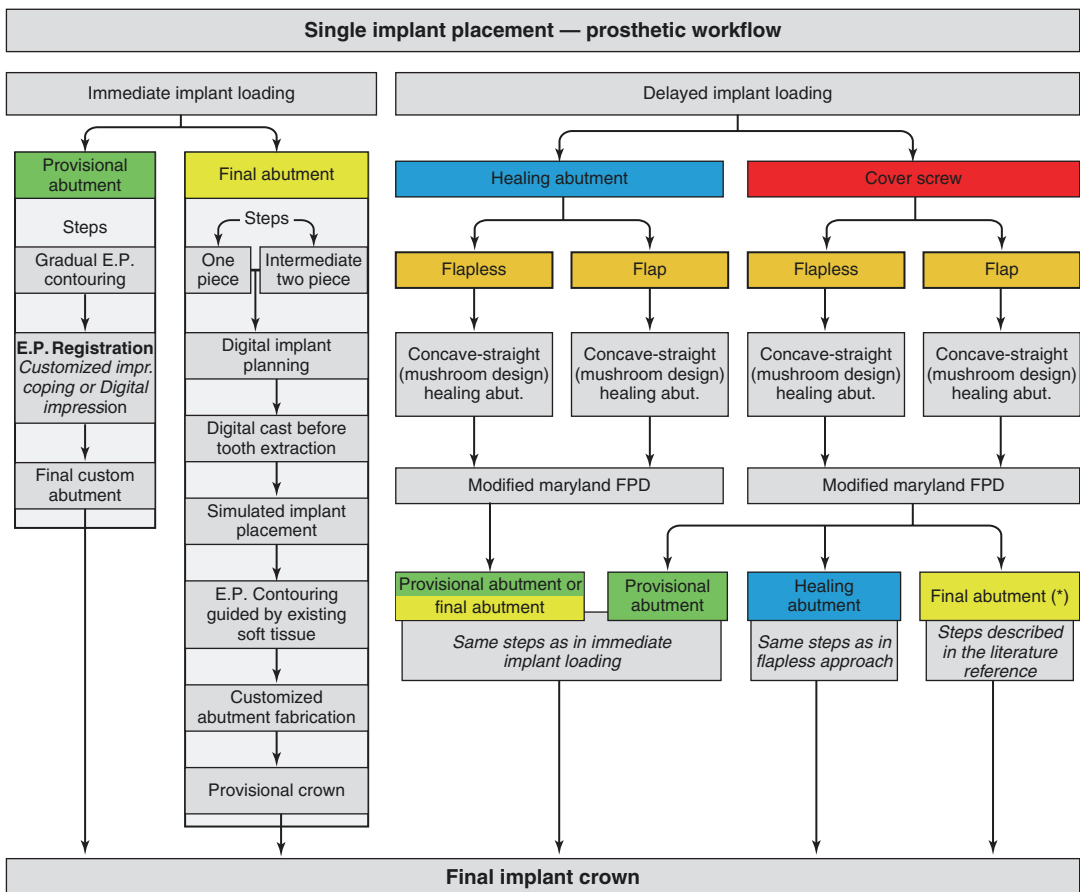 Single implant placement — prosthetic workflow
Immediate implant loading
Delayed implant loading
Provisional
abutment
Final abutment
Healing abutment
Cover screw
Steps
Gradual E.P.
contouring
E.P. Registration
Customized impr.
coping or Digital
impression
Final custom
abutment
Steps
One
piece
Intermediate
two piece
Digital implant
planning
Digital cast before
tooth extraction
Simulated implant
placement
E.P. Contouring
guided by existing
soft tissue
Customized
abutment fabrication
Provisional crown
Flapless
Flap
Flapless
Flap
Concave-straight
(mushroom design)
healing abut.
Concave-straight
(mushroom design)
healing abut.
Concave-straight
(mushroom design)
healing abut.
Concave-straight
(mushroom design)
healing abut.
Modified maryland FPD
Modified maryland FPD
Provisional abutment or
final abutment
Provisional
abutment
Same steps as in immediate
implant loading
Healing
abutment
Same steps as in
flapless approach
Final abutment (*)
Steps described
in the literature
reference
Final implant crown